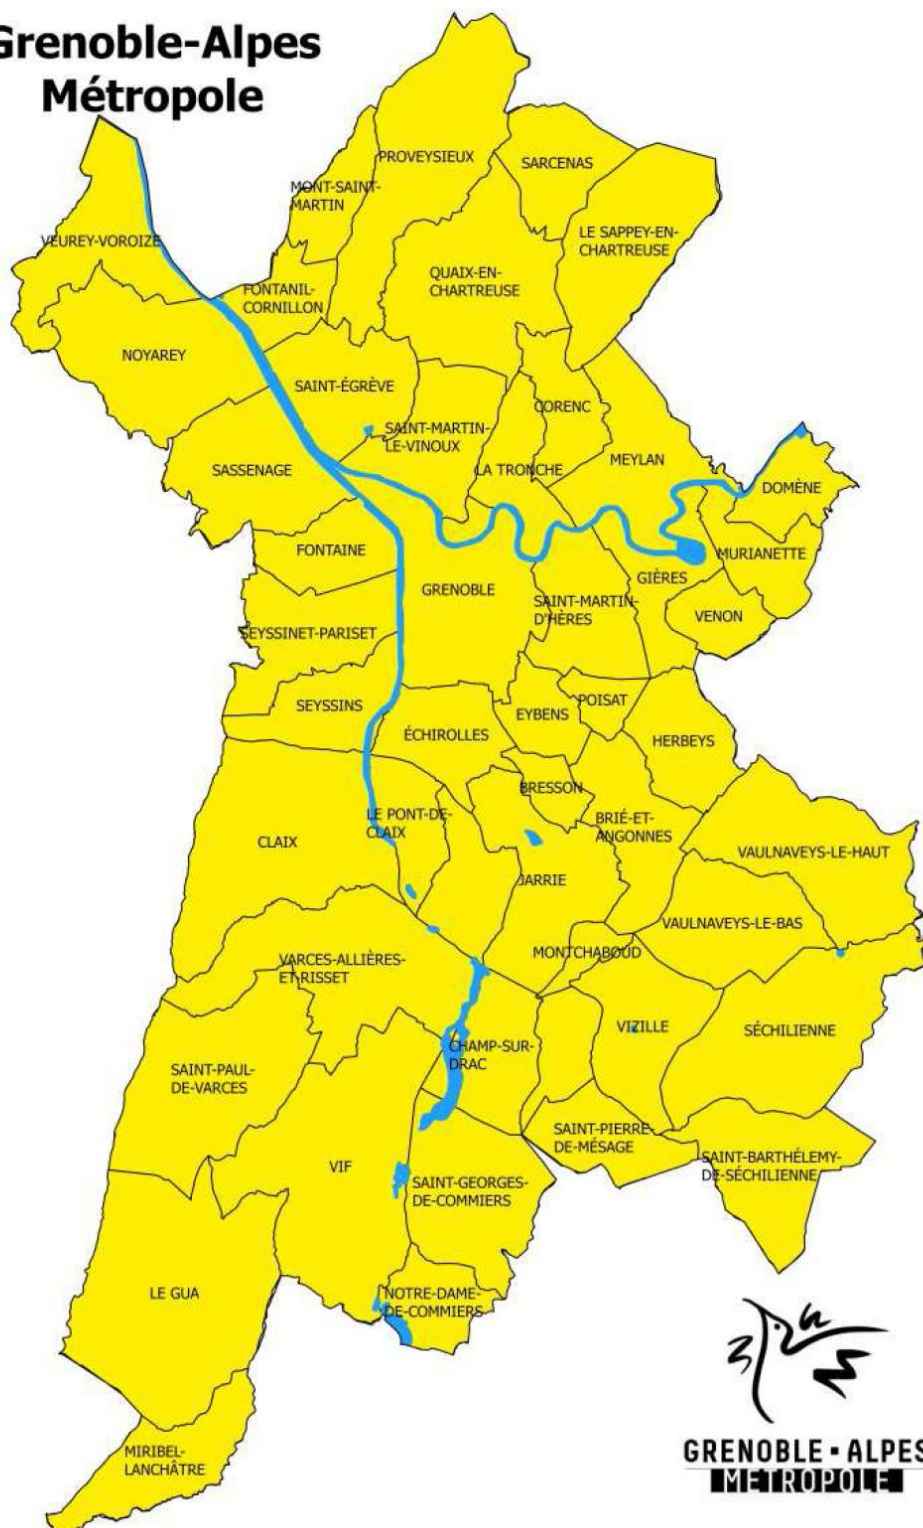 Grenoble-Alpes
Métropole
PROVEYSIEUX
SARCENAS
MONT-SAINT-
MARTIN
LE SAPPEY-EN-
CHARTREUSE
VEUREY-VOROIZE
QUAIX-EN-
CHARTREUSE
FONTANIL-
CORNILLON
NOYAREY
SAINT-ÉGRÈVE
CORENC
SAINT-MARTIN-
LE-VINOUX
MEYLAN
SASSENAGE
LA TRONCHE
DOMÈNE
FONTAINE
MURIANETTE
GIÈRES
GRENOBLE
SAINT-MARTIN-
D'HÈRES
VENON
SEYSSINET-PARISET
SEYSSINS
POISAT
EYBENS
ÉCHIROLLES
HERBEYS
BRESSON
LE PONT-DE-
CLAIX
BRIÉ-ET-
ANGONNES
CLAIX
VAULNAVEYS-LE-HAUT
JARRIE
VAULNAVEYS-LE-BAS
MONTCHABOUD
VARCES-ALLIÈRES-
ET-RISSET
VIZILLE
SÉCHILIENNE
CHAMP-SUR-
DRAC
SAINT-PAUL-
DE-VARCES
SAINT-PIERRE-
DE-MÉSAGE
SAINT-BARTHÉLEMY-
DE-SÉCHILIENNE
VIF
SAINT-GEORGES-
DE-COMMIERS
LE GUA
NOTRE-DAME-
DE-COMMIERS
MIRIBEL-
LANCHÂTRE
GRENOBLE-ALPES
METROPOLE